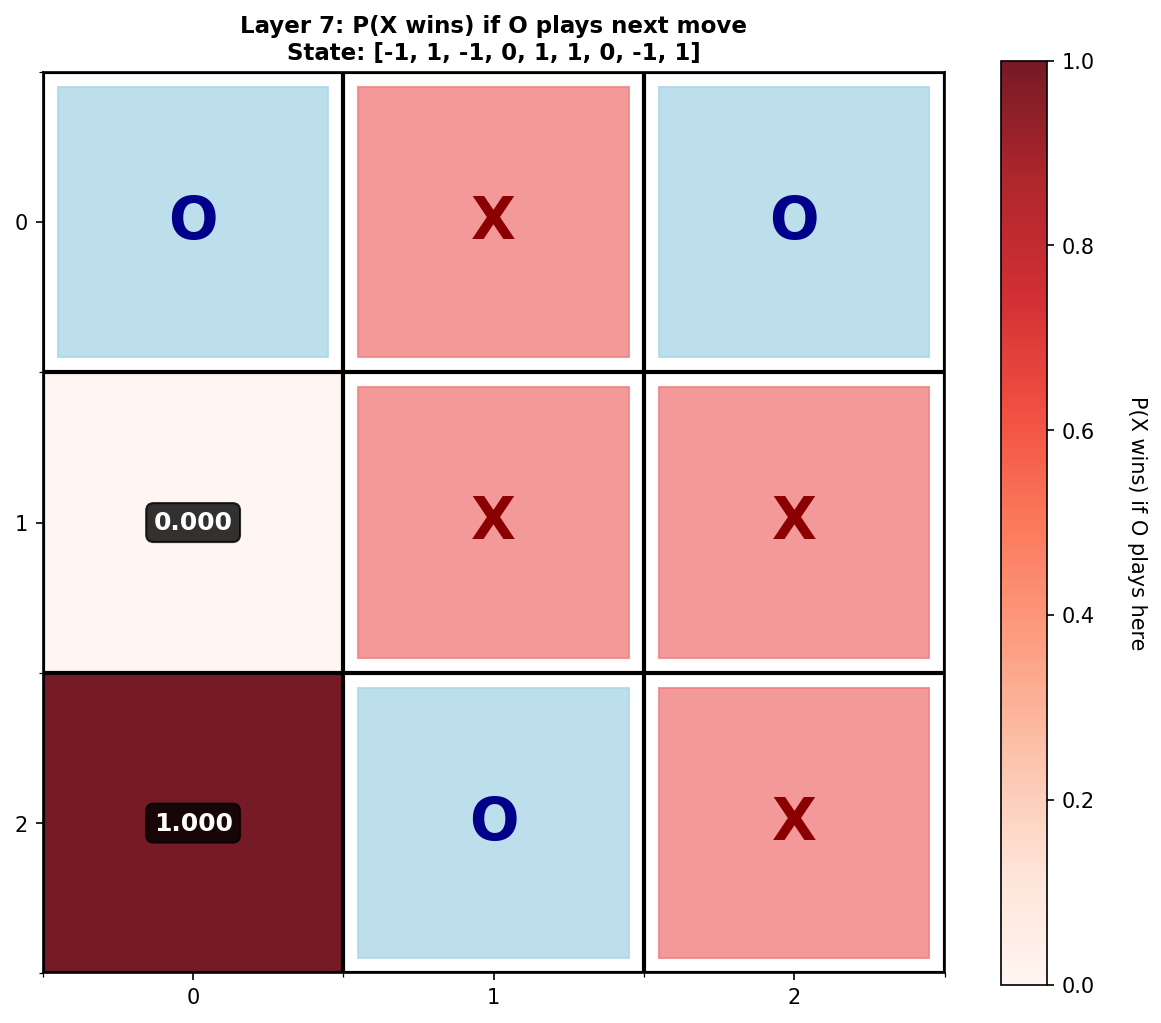 Layer 7: P(X wins) if O plays next move
State: [-1, 1, -1, 0, 1, 1, 0, -1, 1]
O
X
O
0
0.000
X
X
1
1.000
O
X
2
0
1
2
1.0
0.8
0.6
0.4
0.2
0.0
P(X wins) if O plays here